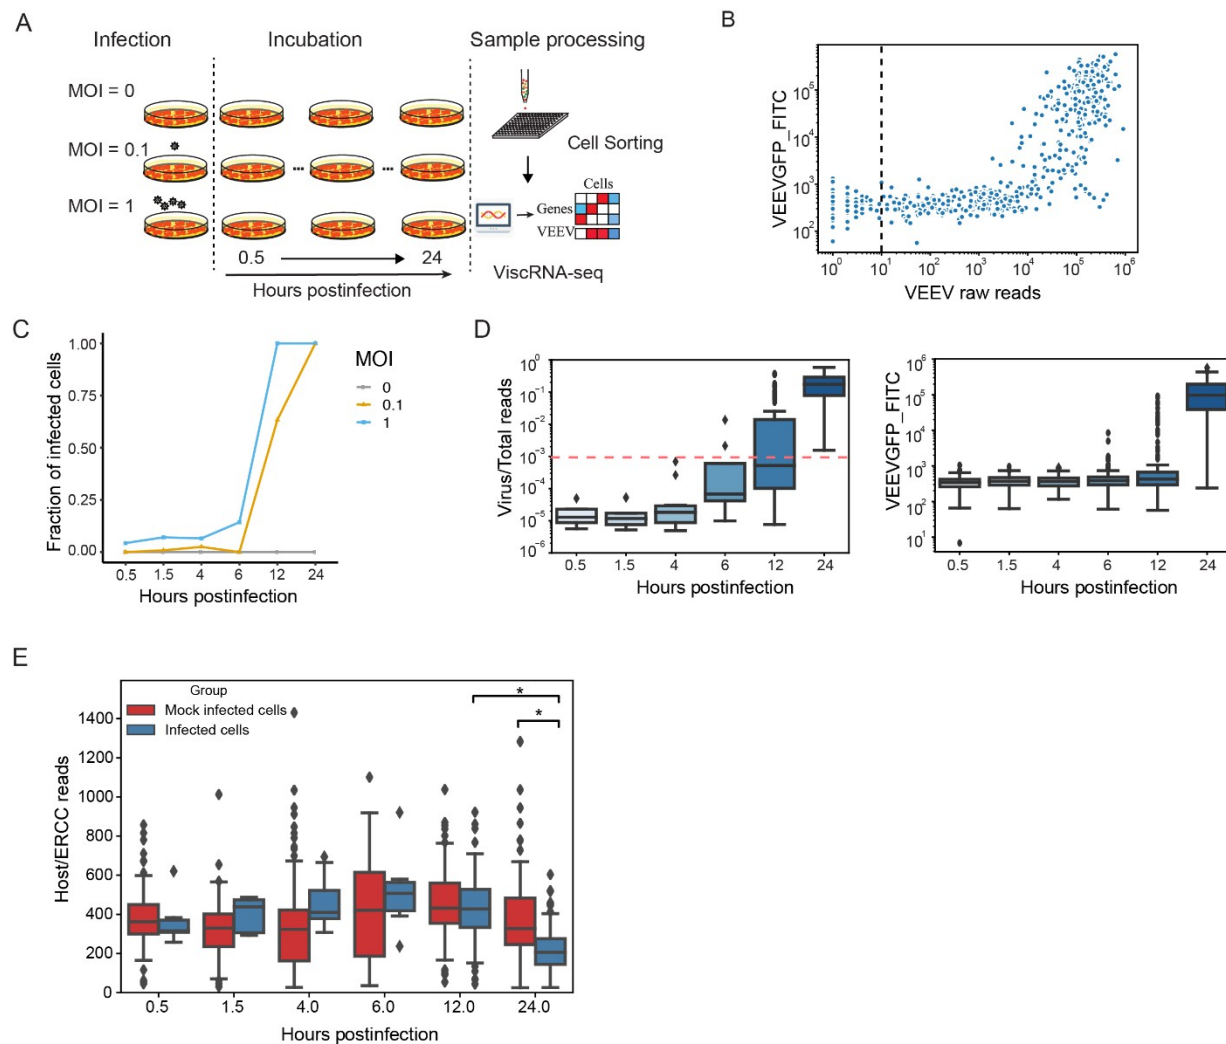 A
Infection
Incubation
Sample processing
MOI = 0
MOI = 0.1
MOI = 1
... ...
0.5 24
Hours postinfection
Cell Sorting
Cells
Genes
VEEV
ViscRNA-seq
B
VEEVGFP_FITC
10^5
10^4
10^3
10^2
10^0 10^1 10^2 10^3 10^4 10^5 10^6
VEEV raw reads
C
Fraction of infected cells
1.00
0.75
0.50
0.25
0.00
0.5 1.5 4 6 12 24
Hours postinfection
MOI
0
0.1
1
D
Virus/Total reads
10^0
10^-1
10^-2
10^-3
10^-4
10^-5
10^-6
0.5 1.5 4 6 12 24
Hours postinfection
VEEVGFP_FITC
10^6
10^5
10^4
10^3
10^2
10^1
0.5 1.5 4 6 12 24
Hours postinfection
E
Group
Mock infected cells
Infected cells
*
*
Host/ERCC reads
1400
1200
1000
800
600
400
200
0
0.5 1.5 4.0 6.0 12.0 24.0
Hours postinfection